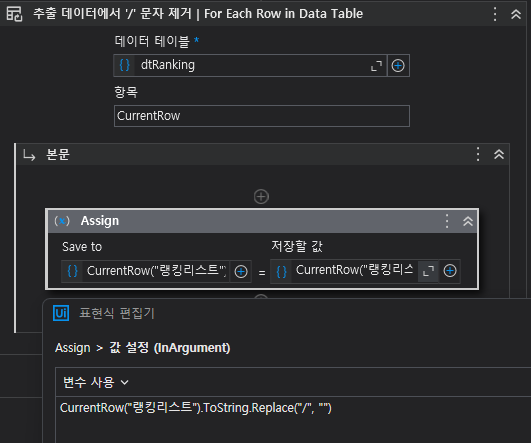 추출 데이터에서 '/' 문자 제거 | For Each Row in Data Table
데이터 테이블 *
dtRanking
항목
CurrentRow
본문
Assign
Save to
저장할 값
CurrentRow("랭킹리스트") = CurrentRow("랭킹리스
표현식 편집기
Assign > 값 설정 (InArgument)
변수 사용
CurrentRow("랭킹리스트").ToString.Replace("/", "")